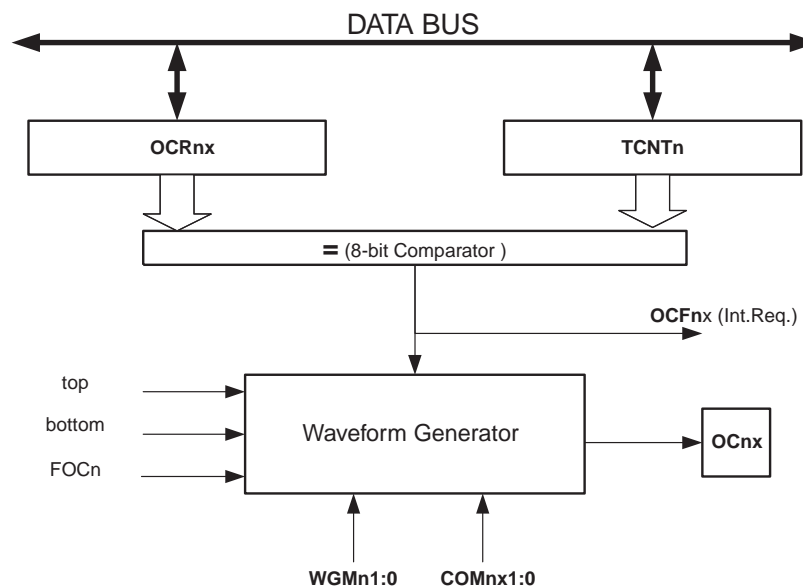 DATA BUS
OCRnx
TCNTn
= (8-bit Comparator )
OCFnx (Int.Req.)
top
bottom
FOCn
Waveform Generator
OCnx
WGMn1:0
COMnx1:0